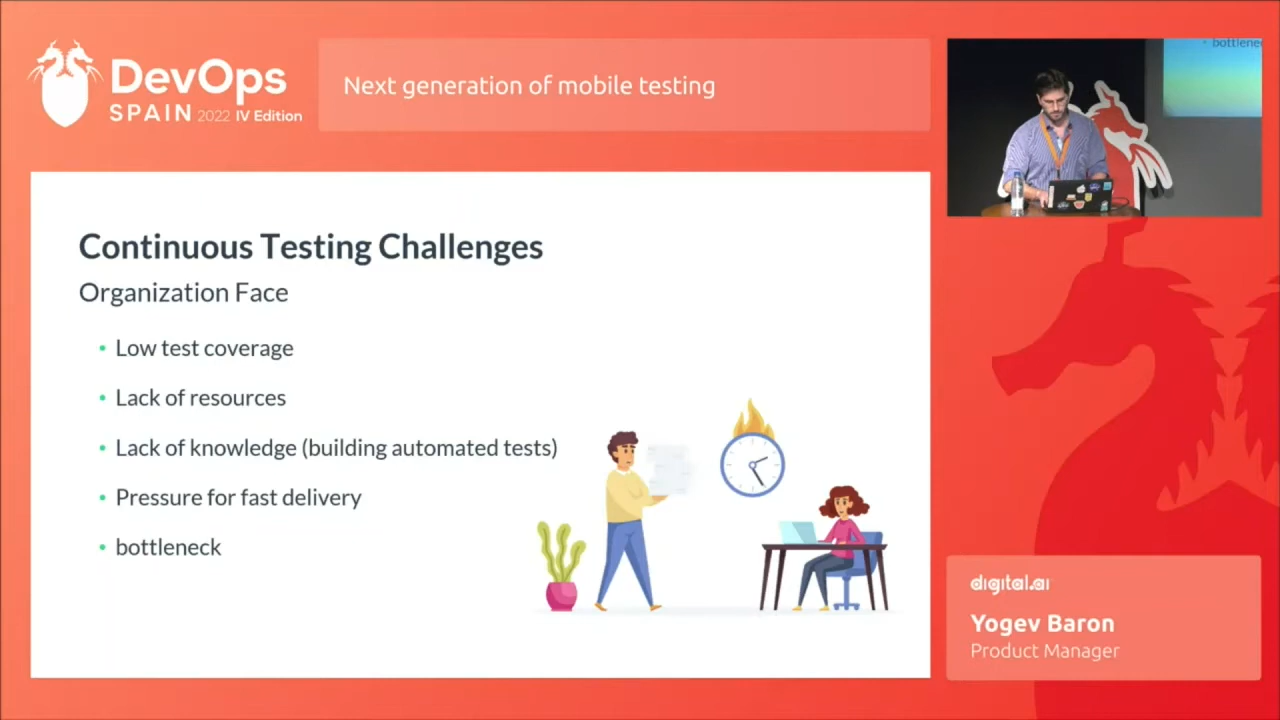 DevOps
SPAIN 2022 IV Edition
Next generation of mobile testing
Continuous Testing Challenges
Organization Face
• Low test coverage
• Lack of resources
• Lack of knowledge (building automated tests)
• Pressure for fast delivery
• bottleneck
digital.ai
Yogev Baron
Product Manager